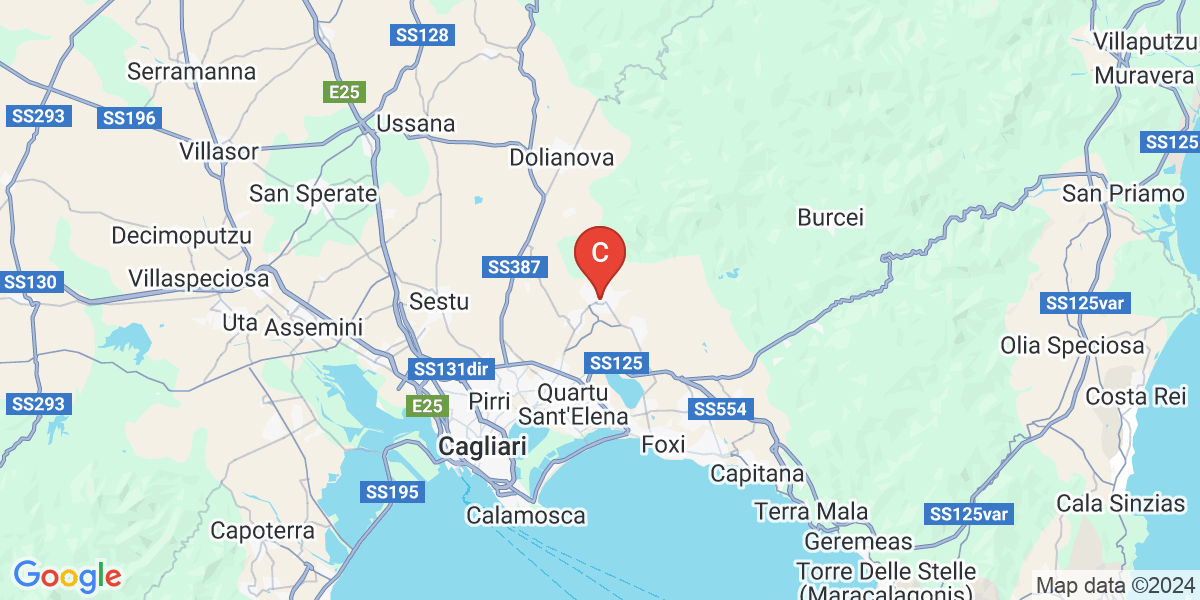 SS128
Villaputzu
Serramanna
Muravera
E25
SS293
SS196
Ussana
SS125
Villasor
Dolianova
San Sperate
San Priamo
Burcei
Decimoputzu
C
SS387
Villaspeciosa
SS130
Sestu
SS125var
Uta
Assemini
Olia Speciosa
SS125
SS131dir
Quartu
Sant'Elena
Costa Rei
Pirri
SS293
E25
SS554
Cagliari
Foxi
Capitana
SS195
Cala Sinzias
Terra Mala
Calamosca
SS125var
Capoterra
Geremeas
Torre Delle Stelle
(Maracalagonis)
Google
Map data ©2024